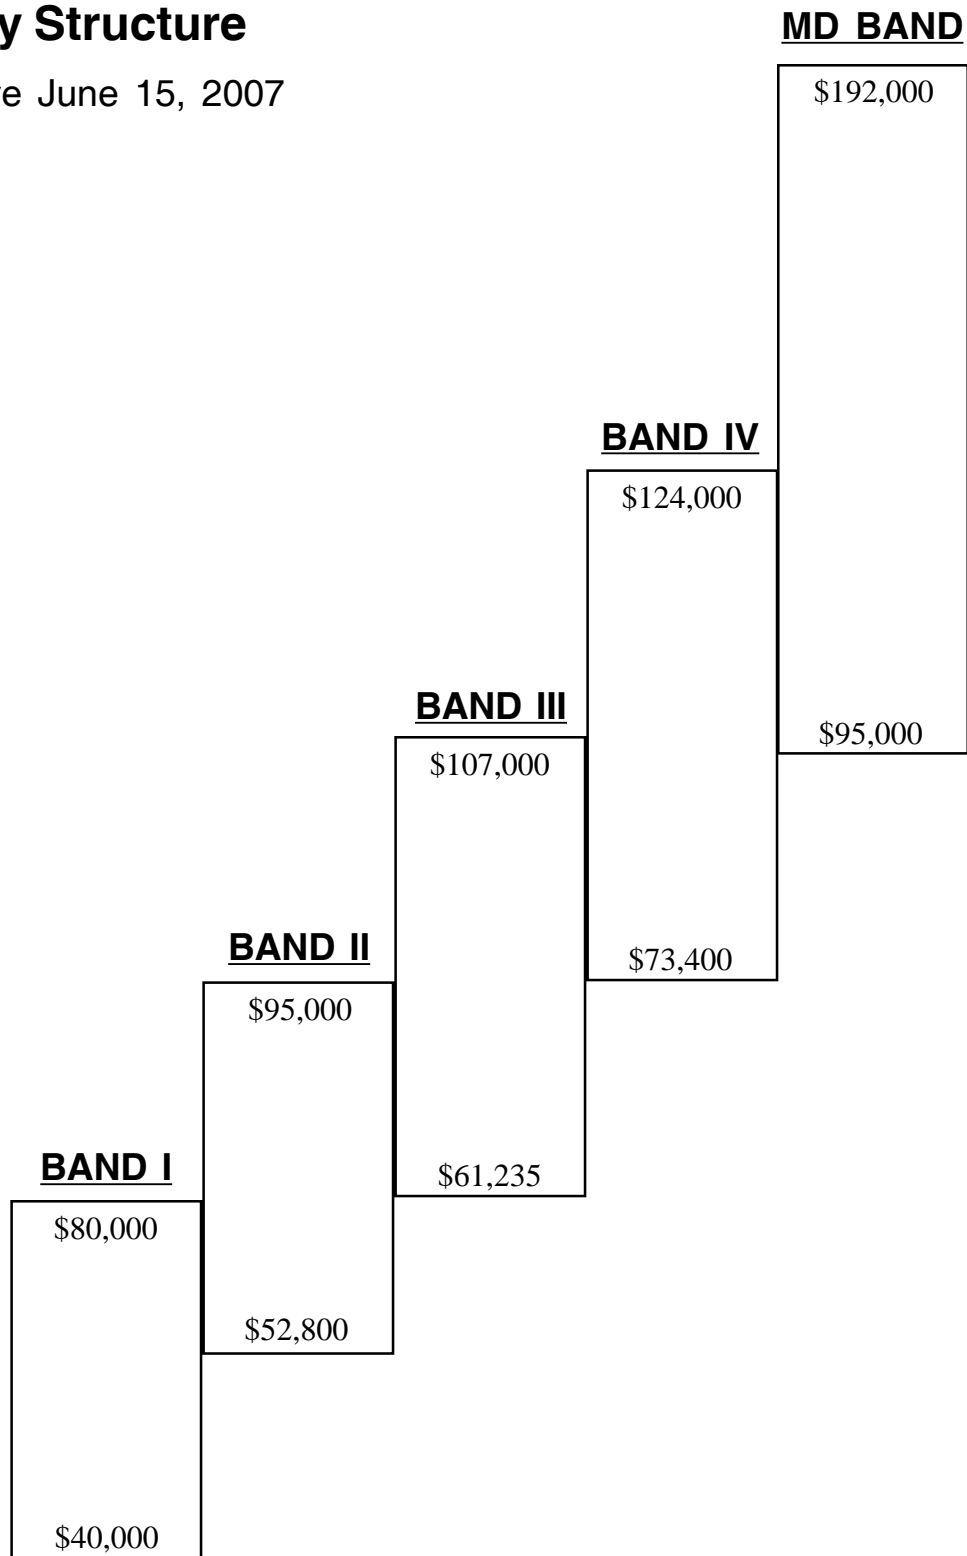 y Structure
MD BAND
e June 15, 2007
$192,000
BAND IV
$124,000
BAND III
$95,000
$107,000
BAND II
$73,400
$95,000
BAND I
$61,235
$80,000
$52,800
$40,000